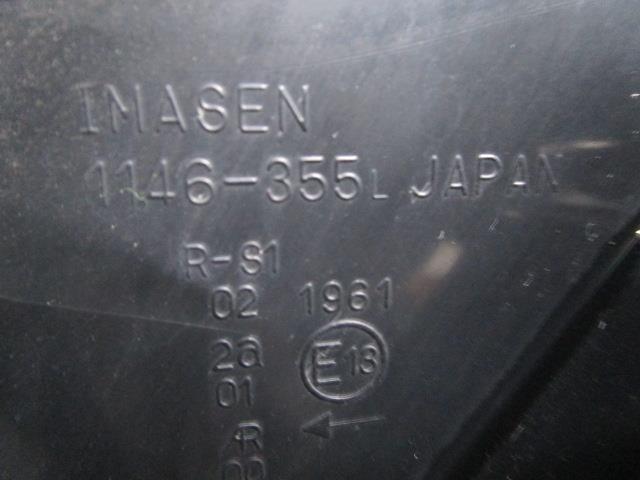 IMASEN
1146-355L JAPAN
R-S1
02 1961
2a
01 E13
R